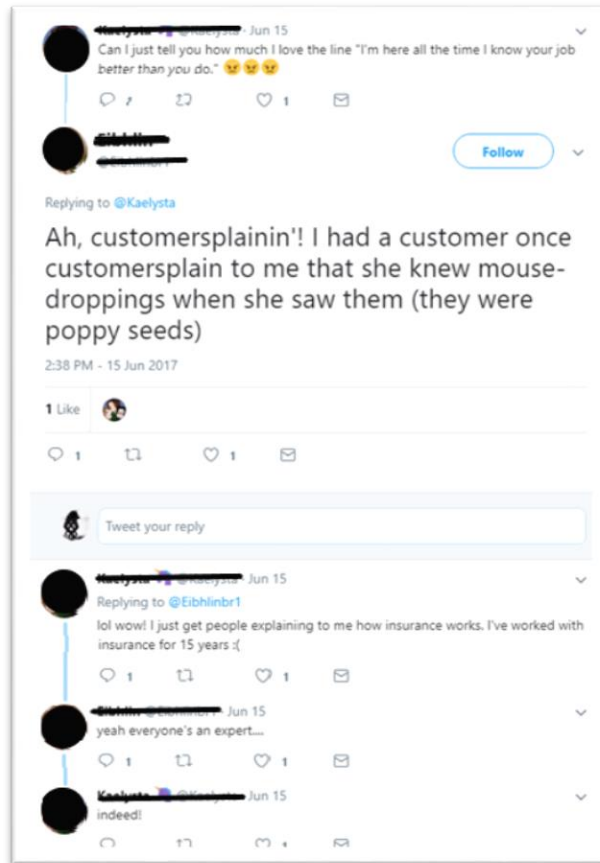 Jun 15
Can I just tell you how much I love the line "I'm here all the time I know your job
better than you do." 😠😠😠
1
Follow
Replying to @Kaelysta
Ah, customersplainin'! I had a customer once
customersplain to me that she knew mouse-
droppings when she saw them (they were
poppy seeds)
2:38 PM - 15 Jun 2017
1 Like
1 1
Tweet your reply
Jun 15
Replying to @Eibhlinbr1
lol wow! I just get people explaining to me how insurance works. I've worked with
insurance for 15 years :(
1 1
Jun 15
yeah everyone's an expert....
1 1
Jun 15
indeed!